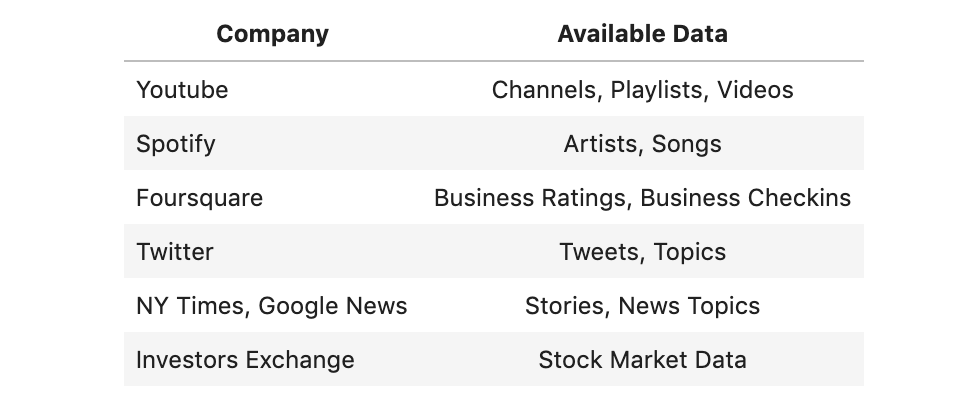 Company Available Data
Youtube Channels, Playlists, Videos
Spotify Artists, Songs
Foursquare Business Ratings, Business Checkins
Twitter Tweets, Topics
NY Times, Google News Stories, News Topics
Investors Exchange Stock Market Data